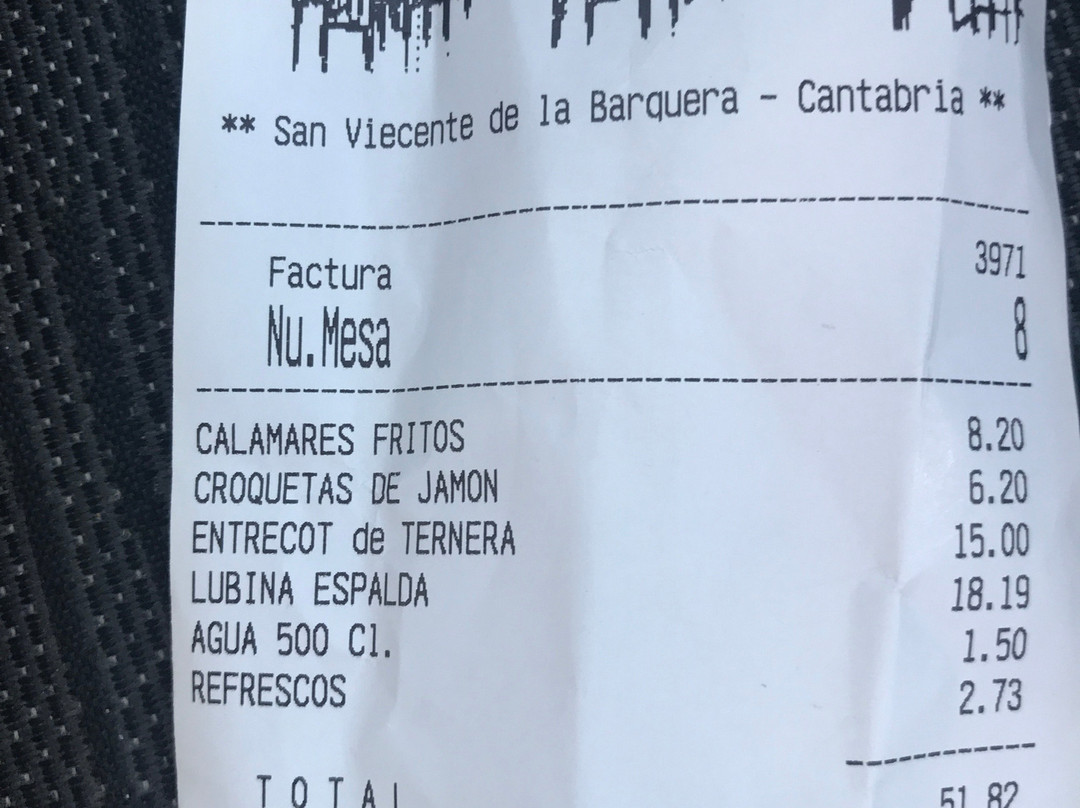 ** San Viecente de la Barquera - Cantabria **
Factura 3971
Nu.Mesa 8
CALAMARES FRITOS 8.20
CROQUETAS DE JAMON 6.20
ENTRECOT de TERNERA 15.00
LUBINA ESPALDA 18.19
AGUA 500 Cl. 1.50
REFRESCOS 2.73
T O T A L 51.82